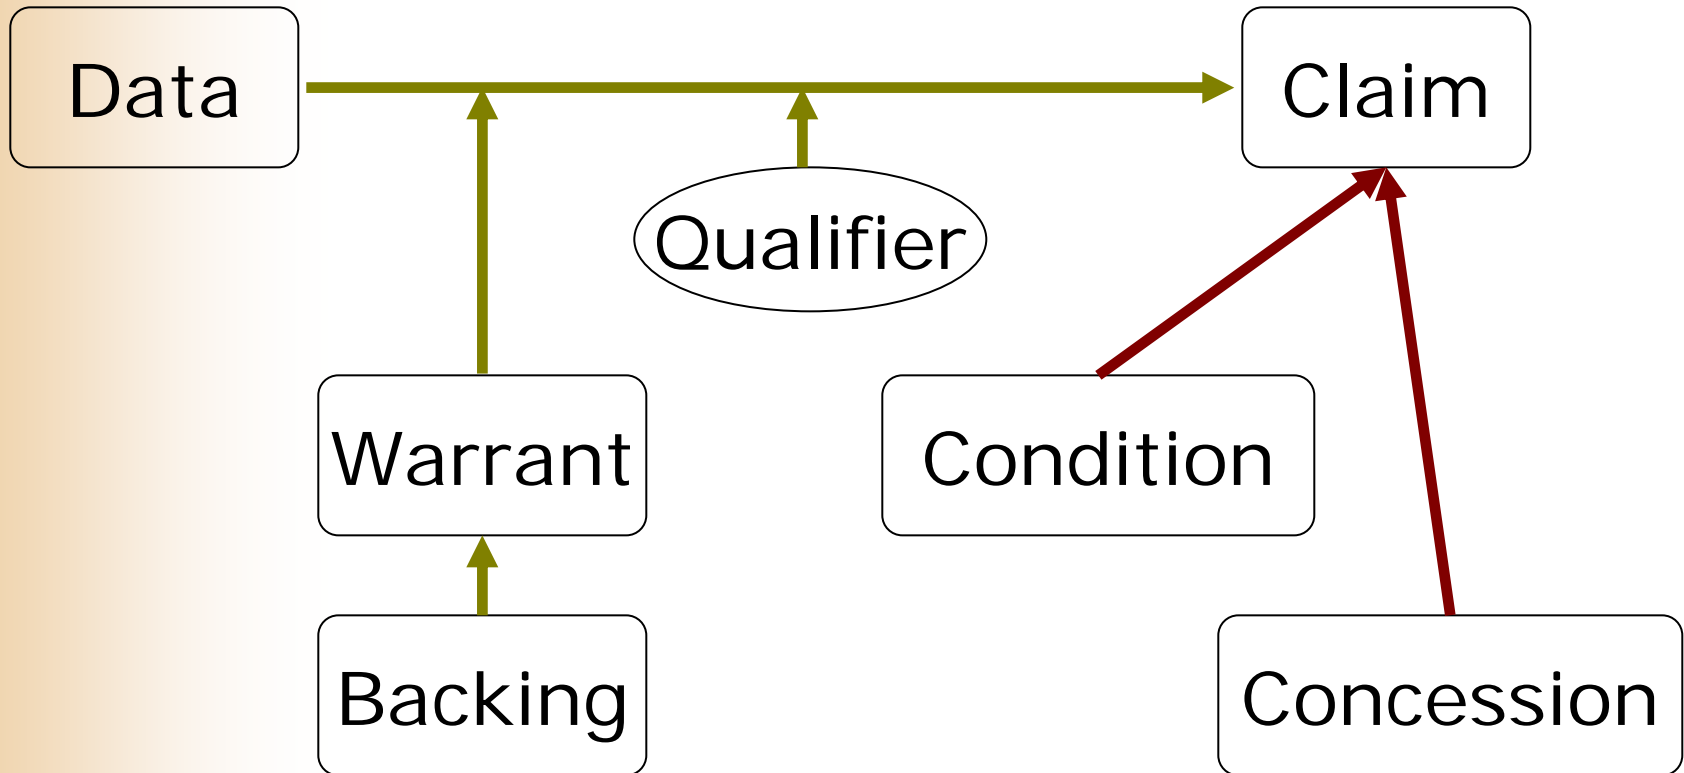 Data
Claim
Qualifier
Warrant
Condition
Backing
Concession